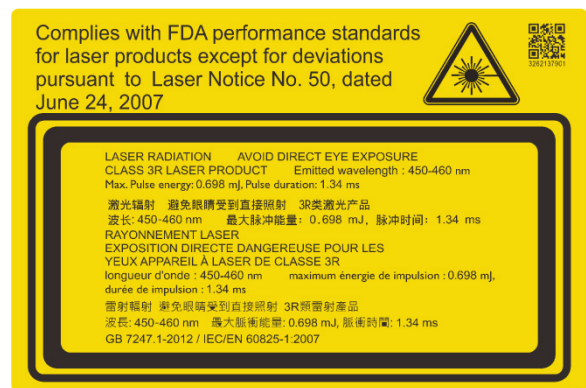 Complies with FDA performance standards
for laser products except for deviations
pursuant to Laser Notice No. 50, dated
June 24, 2007
3262137901
LASER RADIATION AVOID DIRECT EYE EXPOSURE
CLASS 3R LASER PRODUCT Emitted wavelength : 450-460 nm
Max. Pulse energy: 0.698 mJ, Pulse duration: 1.34 ms
激光辐射 避免眼睛受到直接照射 3R类激光产品
波长: 450-460 nm 最大脉冲能量：0.698 mJ，脉冲时间：1.34 ms
RAYONNEMENT LASER
EXPOSITION DIRECTE DANGEREUSE POUR LES
YEUX APPAREIL À LASER DE CLASSE 3R
longueur d'onde : 450-460 nm maximum énergie de impulsion : 0.698 mJ,
durée de impulsion : 1.34 ms
雷射輻射 避免眼睛受到直接照射 3R類雷射產品
波長: 450-460 nm 最大脈衝能量: 0.698 mJ, 脈衝時間: 1.34 ms
GB 7247.1-2012 / IEC/EN 60825-1:2007